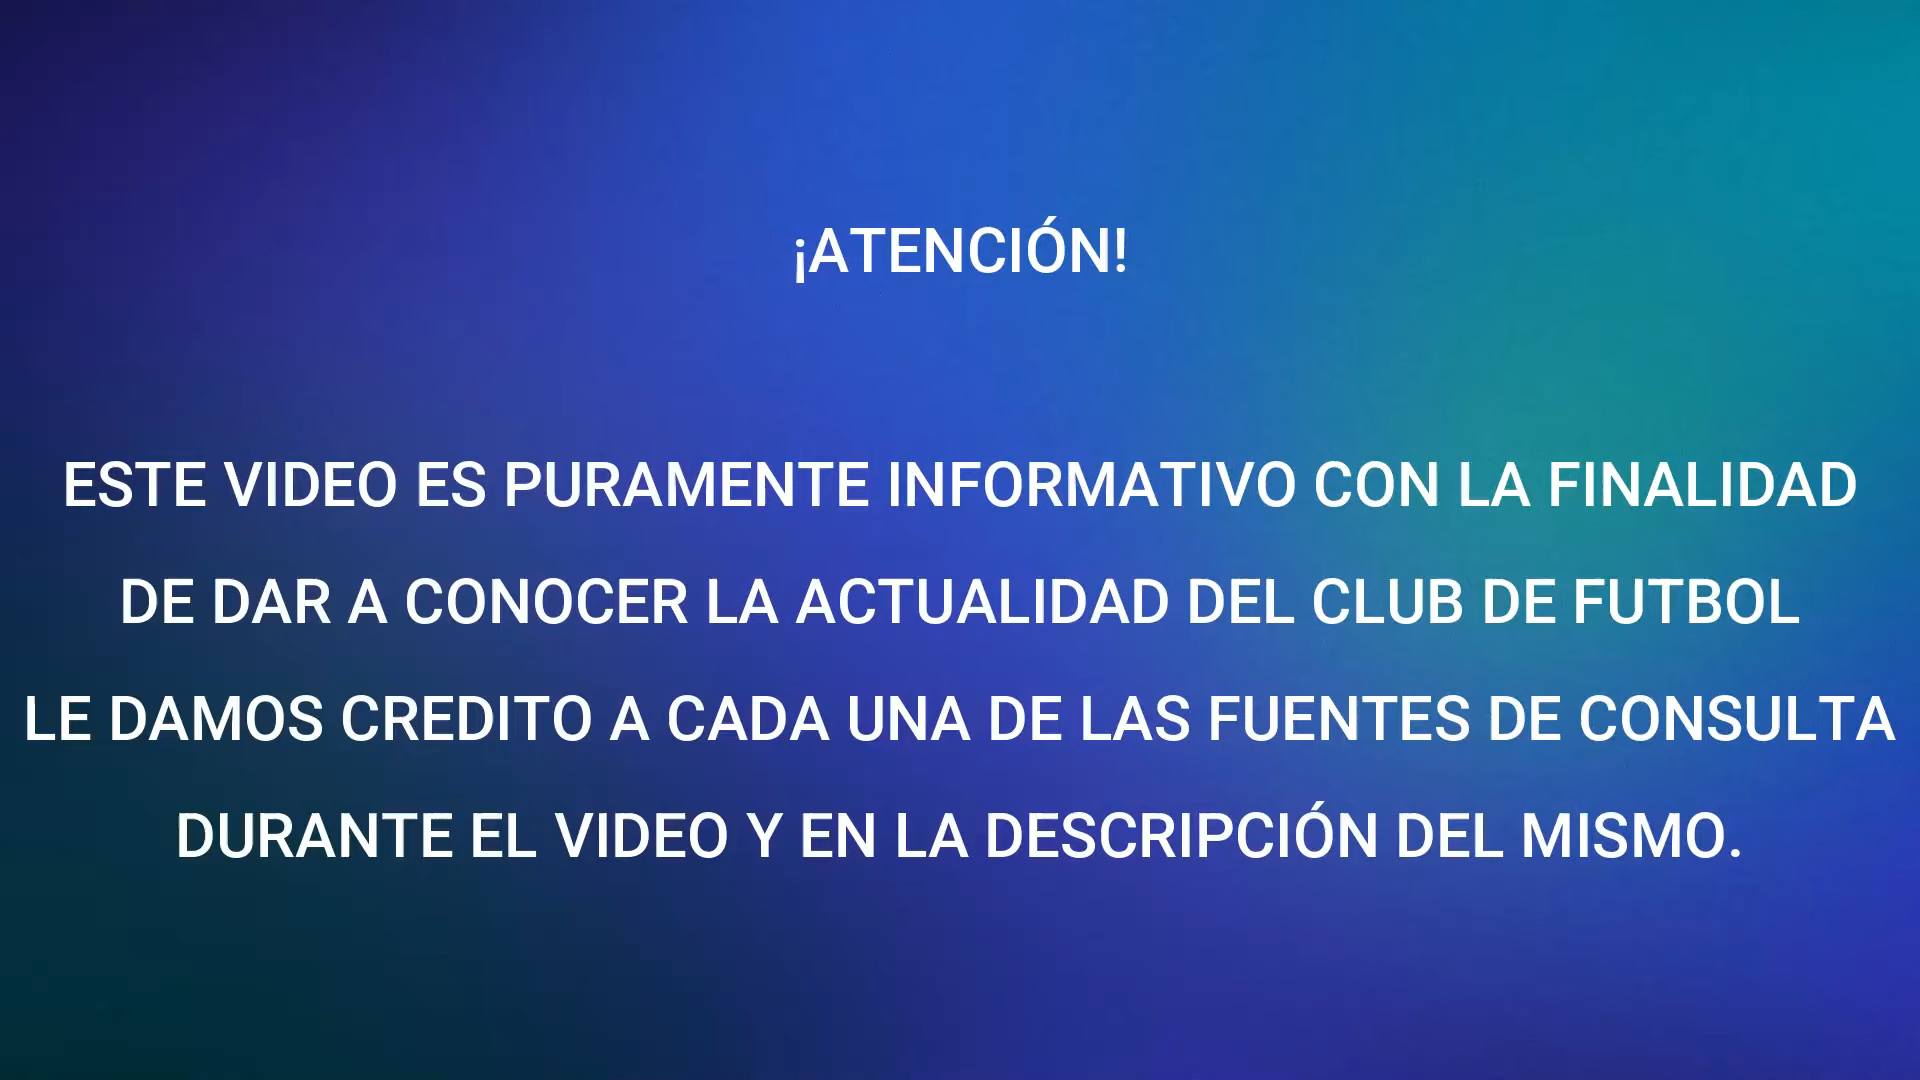 ¡ATENCIÓN!
ESTE VIDEO ES PURAMENTE INFORMATIVO CON LA FINALIDAD
DE DAR A CONOCER LA ACTUALIDAD DEL CLUB DE FUTBOL
LE DAMOS CREDITO A CADA UNA DE LAS FUENTES DE CONSULTA
DURANTE EL VIDEO Y EN LA DESCRIPCIÓN DEL MISMO.